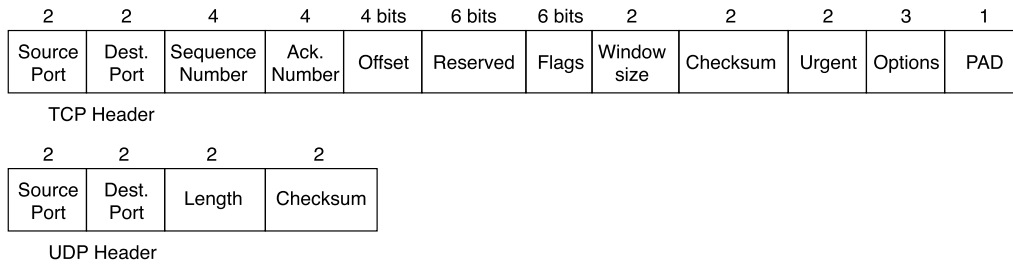 2 2 4 4 4 bits 6 bits 6 bits 2 2 2 3 1
Source Port Dest. Port Sequence Number Ack. Number Offset Reserved Flags Window size Checksum Urgent Options PAD
TCP Header
2 2 2 2
Source Port Dest. Port Length Checksum
UDP Header